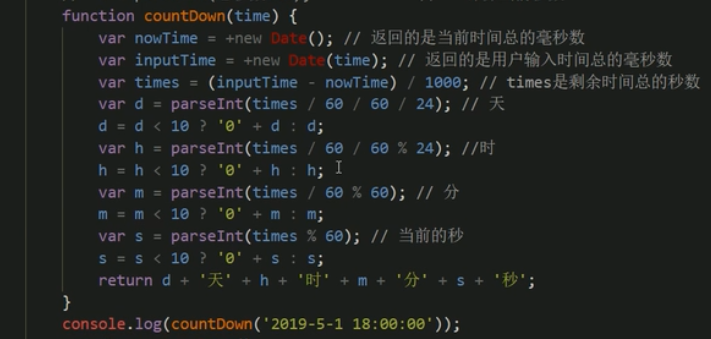 function countDown(time) {
var nowTime = +new Date(); // 返回的是当前时间总的毫秒数
var inputTime = +new Date(time); // 返回的是用户输入时间总的毫秒数
var times = (inputTime - nowTime) / 1000; // times是剩余时间总的秒数
var d = parseInt(times / 60 / 60 / 24); // 天
d = d < 10 ? '0' + d : d;
var h = parseInt(times / 60 / 60 % 24); //时
h = h < 10 ? '0' + h : h;
var m = parseInt(times / 60 % 60); // 分
m = m < 10 ? '0' + m : m;
var s = parseInt(times % 60); // 当前的秒
s = s < 10 ? '0' + s : s;
return d + '天' + h + '时' + m + '分' + s + '秒';
}
console.log(countDown('2019-5-1 18:00:00'));